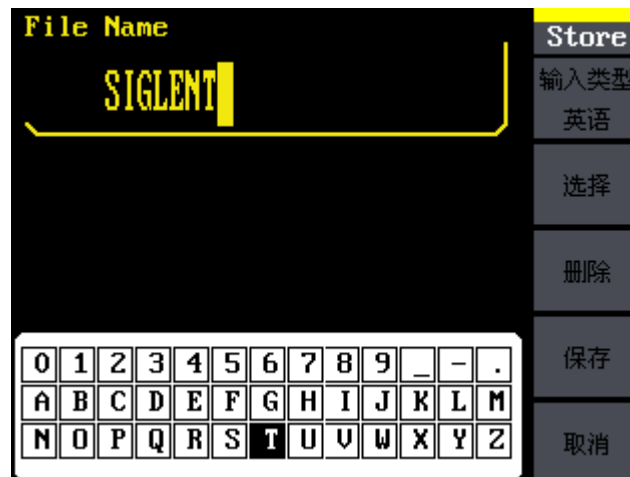 File Name
SIGLENT
Store
输入类型
英语
选择
删除
保存
取消
0 1 2 3 4 5 6 7 8 9 _ - .
A B C D E F G H I J K L M
N O P Q R S T U V W X Y Z